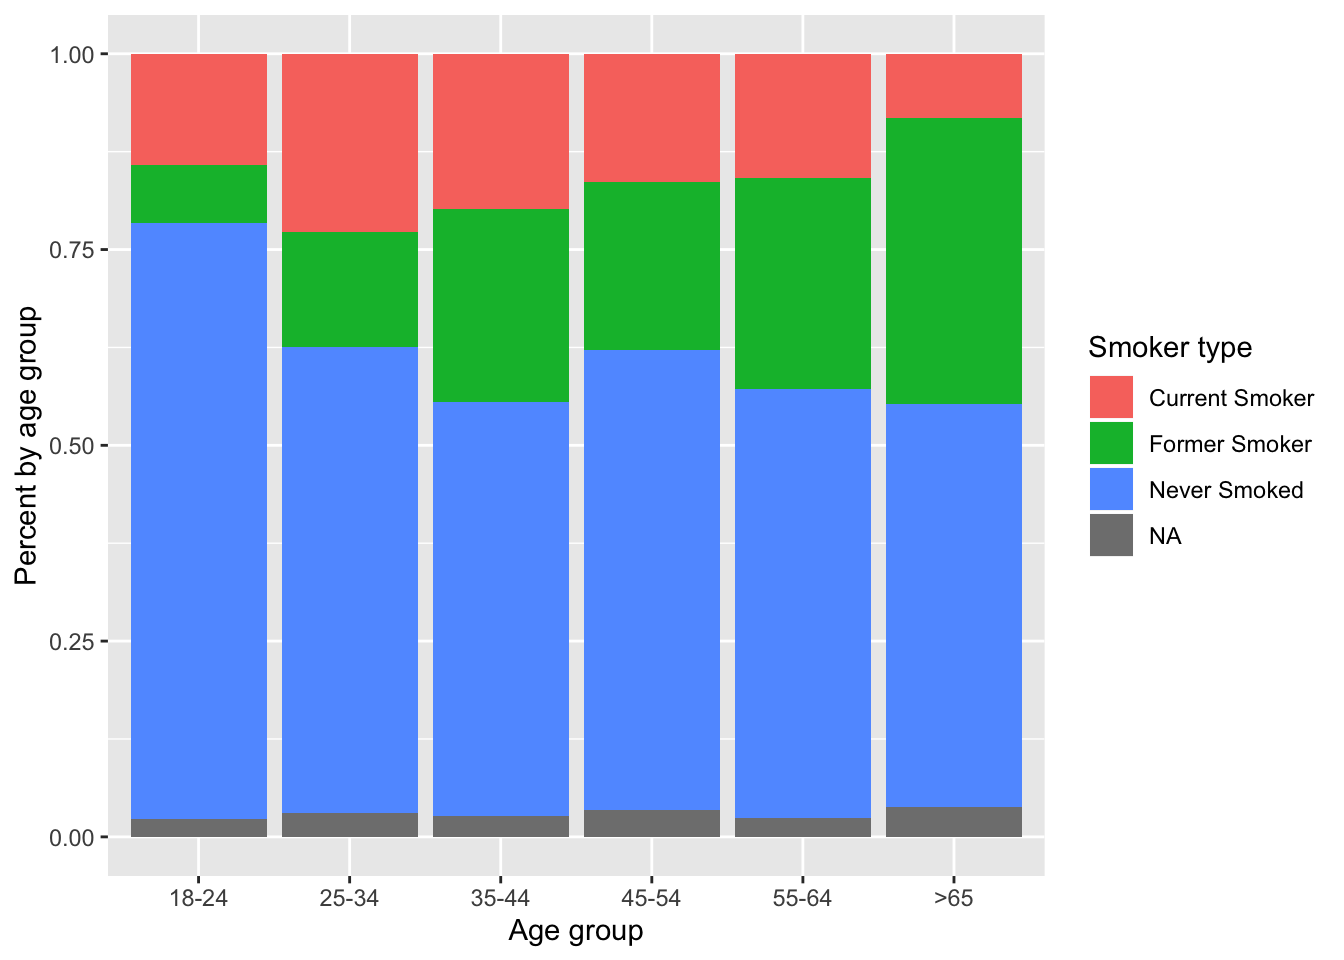 Percent by age group
1.00
0.75
0.50
0.25
0.00
18-24
25-34
35-44
45-54
55-64
>65
Age group
Smoker type
Current Smoker
Former Smoker
Never Smoked
NA